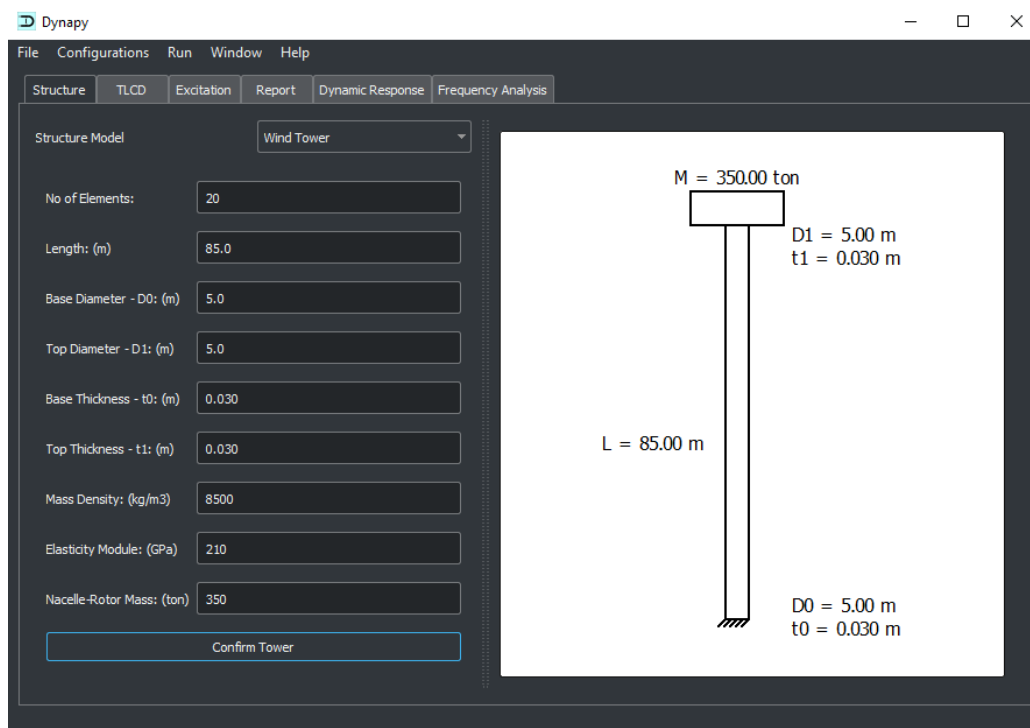 Dynapy
File Configurations Run Window Help
Structure TLCD Excitation Report Dynamic Response Frequency Analysis
Structure Model Wind Tower
No of Elements: 20
Length: (m) 85.0
Base Diameter - D0: (m) 5.0
Top Diameter - D1: (m) 5.0
Base Thickness - t0: (m) 0.030
Top Thickness - t1: (m) 0.030
Mass Density: (kg/m3) 8500
Elasticity Module: (GPa) 210
Nacelle-Rotor Mass: (ton) 350
Confirm Tower
M = 350.00 ton
D1 = 5.00 m
t1 = 0.030 m
L = 85.00 m
D0 = 5.00 m
t0 = 0.030 m